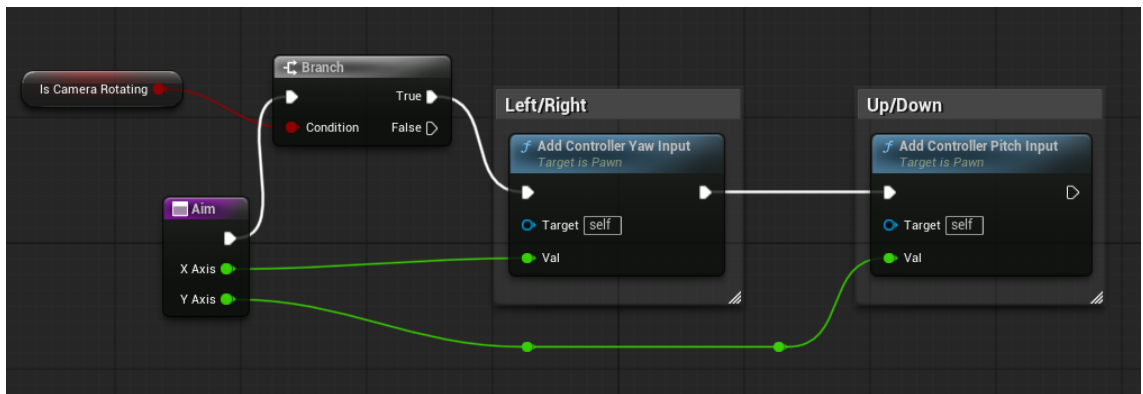 Is Camera Rotating
Branch
True
Condition
False
Aim
X Axis
Y Axis
Left/Right
f Add Controller Yaw Input
Target is Pawn
Target self
Val
Up/Down
f Add Controller Pitch Input
Target is Pawn
Target self
Val